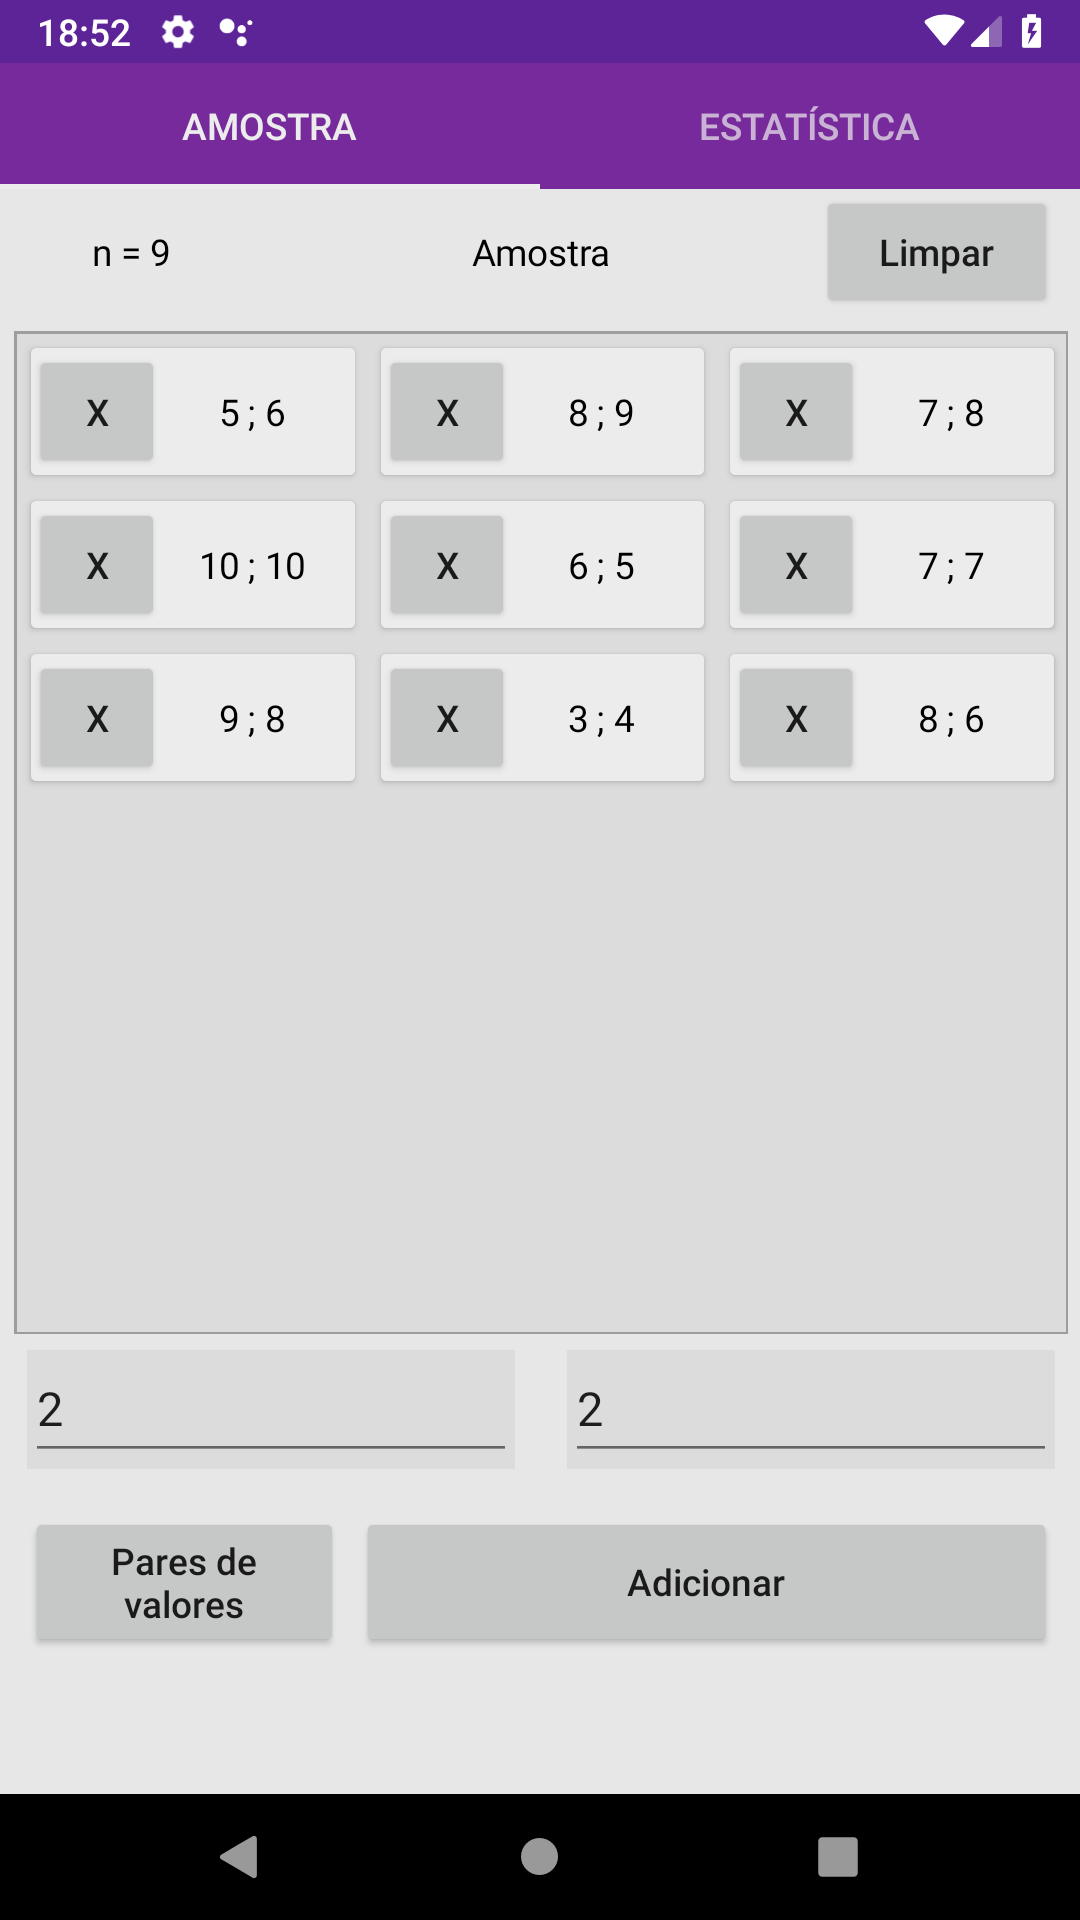 18:52
AMOSTRA ESTATÍSTICA
n = 9 Amostra Limpar
X 5 ; 6 X 8 ; 9 X 7 ; 8
X 10 ; 10 X 6 ; 5 X 7 ; 7
X 9 ; 8 X 3 ; 4 X 8 ; 6
2 2
Pares de
valores
Adicionar